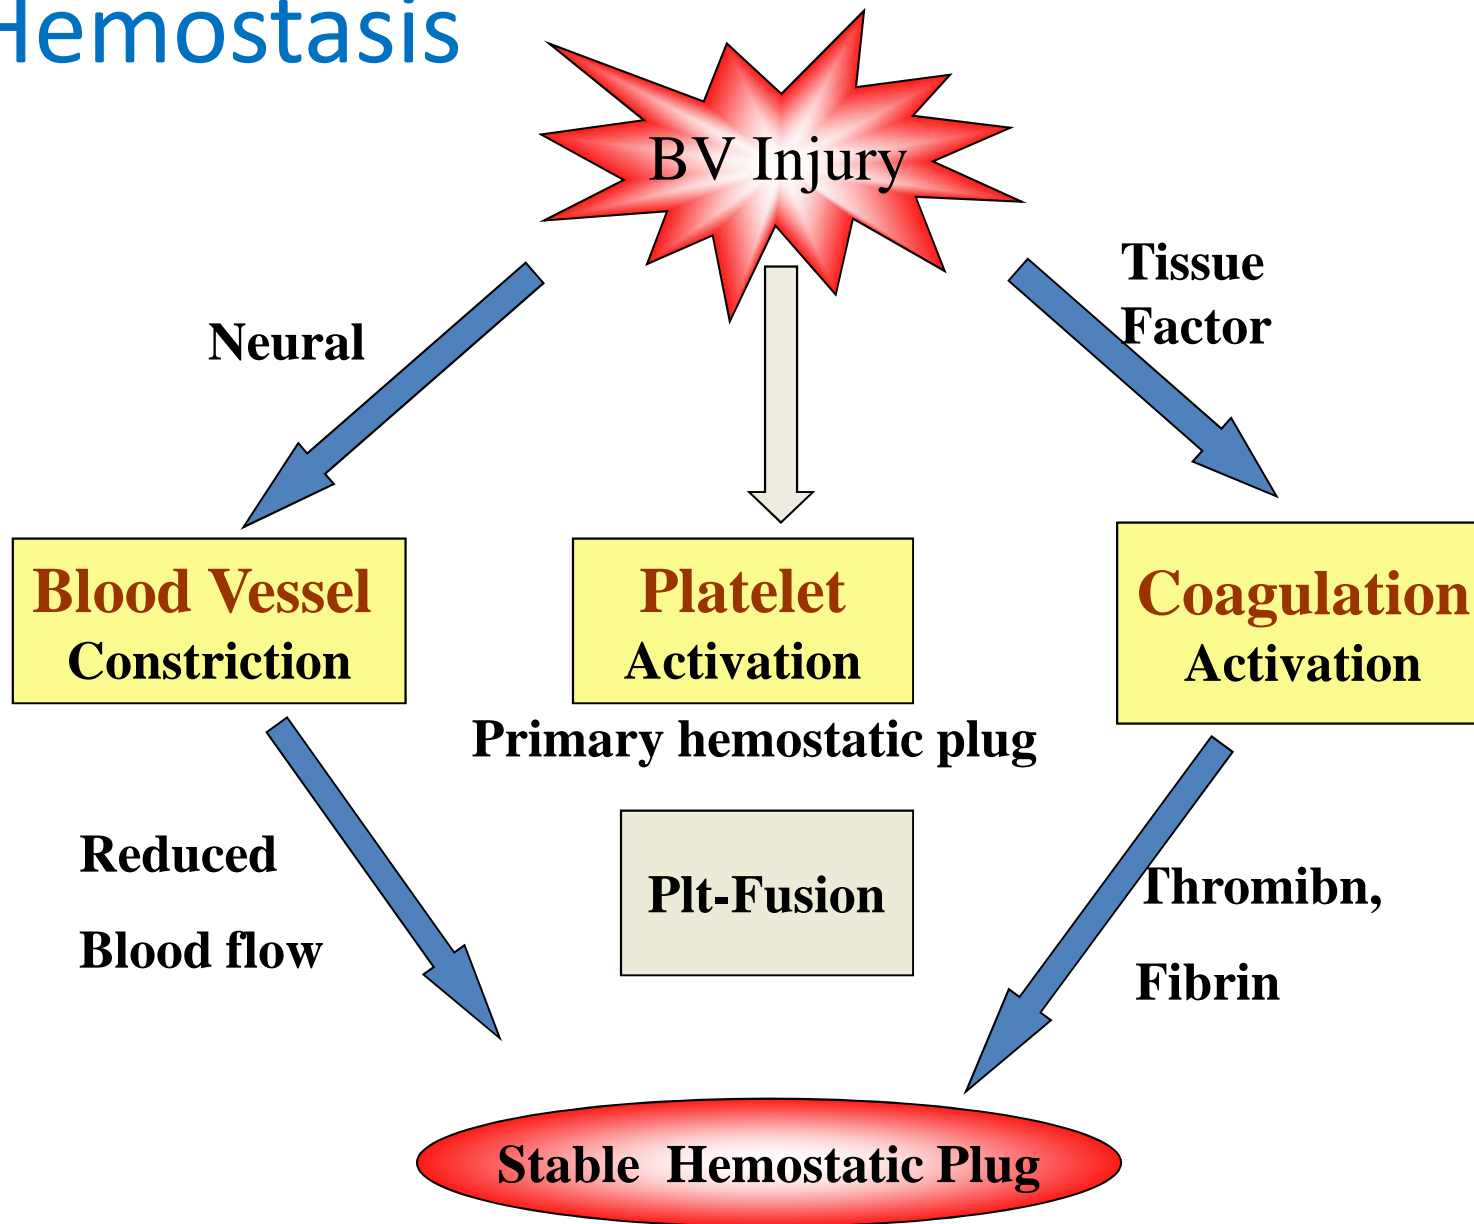 Hemostasis
BV Injury
Tissue
Factor
Neural
Blood Vessel
Constriction
Platelet
Activation
Coagulation
Activation
Primary hemostatic plug
Reduced
Blood flow
Plt-Fusion
Thromibn,
Fibrin
Stable Hemostatic Plug